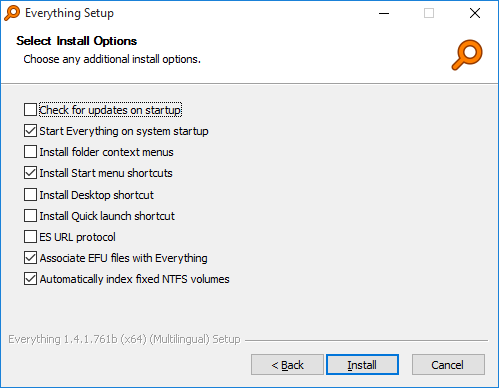 Everything Setup
Select Install Options
Choose any additional install options.
Check for updates on startup
Start Everything on system startup
Install folder context menus
Install Start menu shortcuts
Install Desktop shortcut
Install Quick launch shortcut
ES URL protocol
Associate EFU files with Everything
Automatically index fixed NTFS volumes
Everything 1.4.1.761b (x64) (Multilingual) Setup
< Back Install Cancel